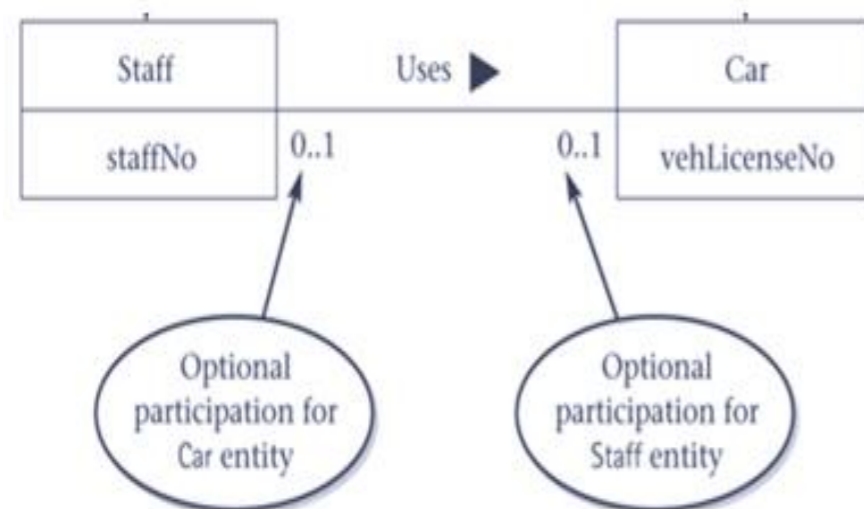 Staff
Uses
Car
staffNo
0..1
0..1
vehLicenseNo
Optional
participation for
Car entity
Optional
participation for
Staff entity